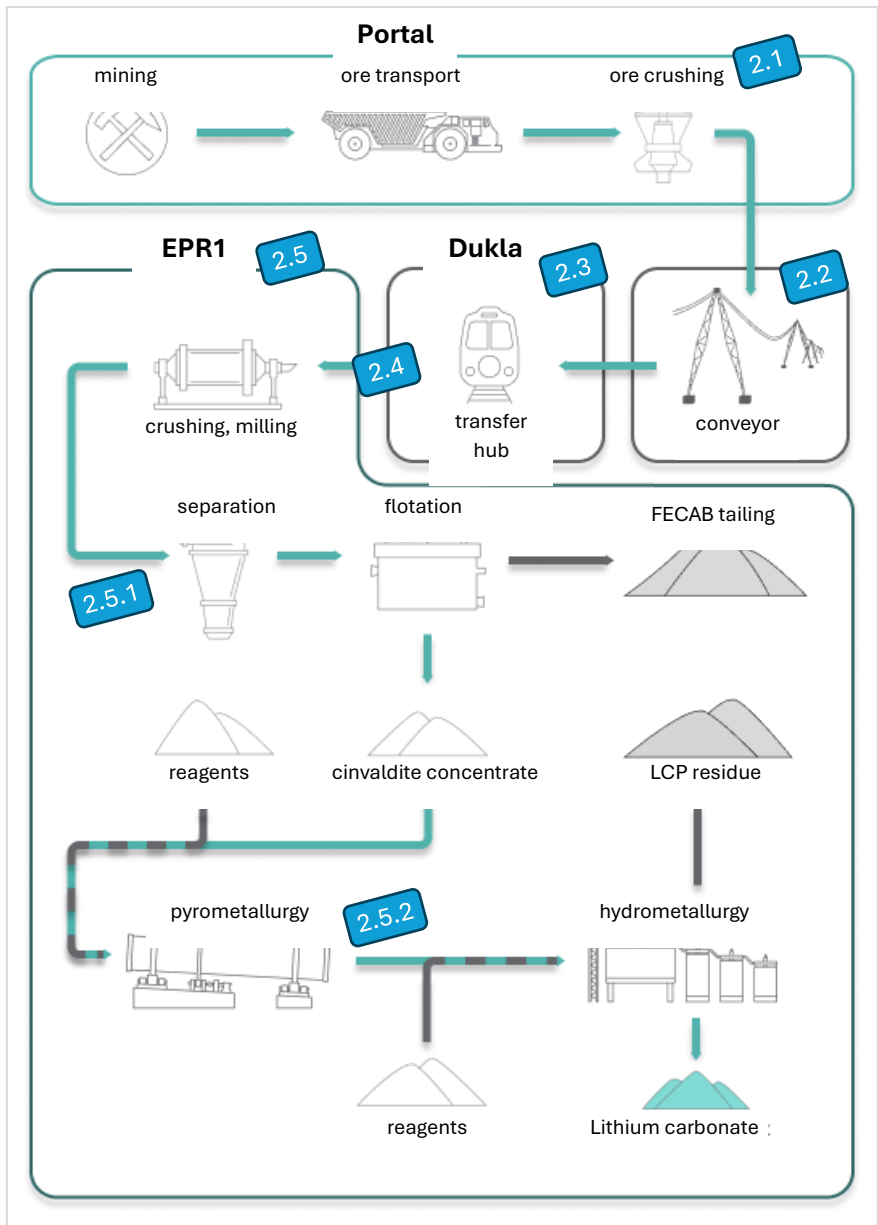 Portal
mining
ore transport
ore crushing
2.1
EPR1
2.5
Dukla
2.3
2.2
2.4
crushing, milling
transfer
hub
conveyor
separation
flotation
FECAB tailing
2.5.1
reagents
cinvaldite concentrate
LCP residue
pyrometallurgy
2.5.2
hydrometallurgy
reagents
Lithium carbonate